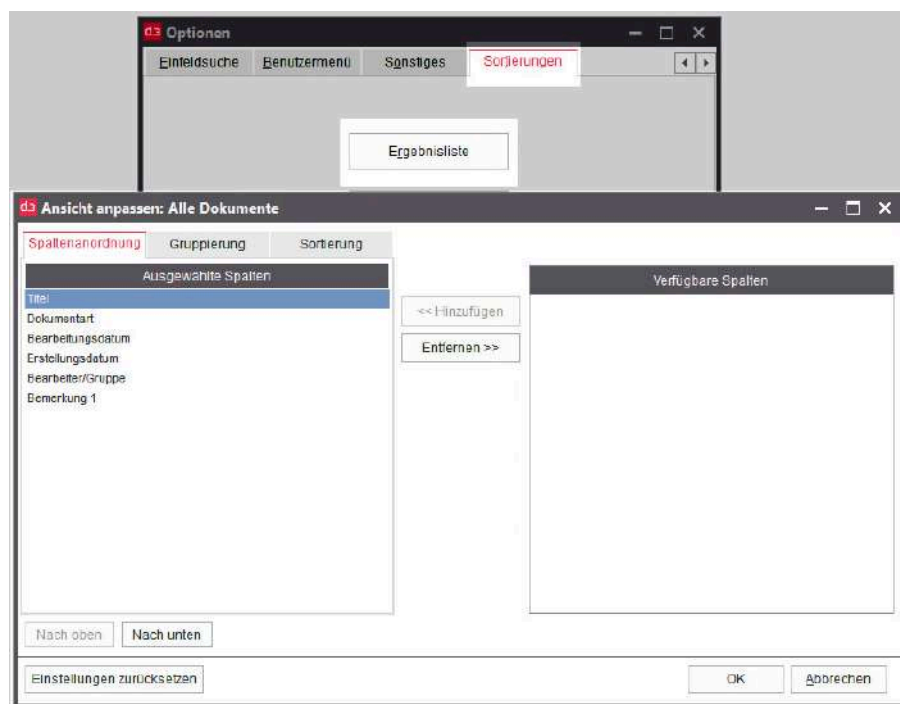 d3 Optionen
Einfeldsuche Benutzermenü Sonstiges Sortierungen
Ergebnisliste
d3 Ansicht anpassen: Alle Dokumente
Spaltenanordnung Gruppierung Sortierung
Ausgewählte Spalten
Verfügbare Spalten
Titel
Dokumentart
Bearbeitungsdatum
Erstellungsdatum
Bearbeiter/Gruppe
Bemerkung 1
<< Hinzufügen
Entfernen >>
Nach oben Nach unten
Einstellungen zurücksetzen OK Abbrechen